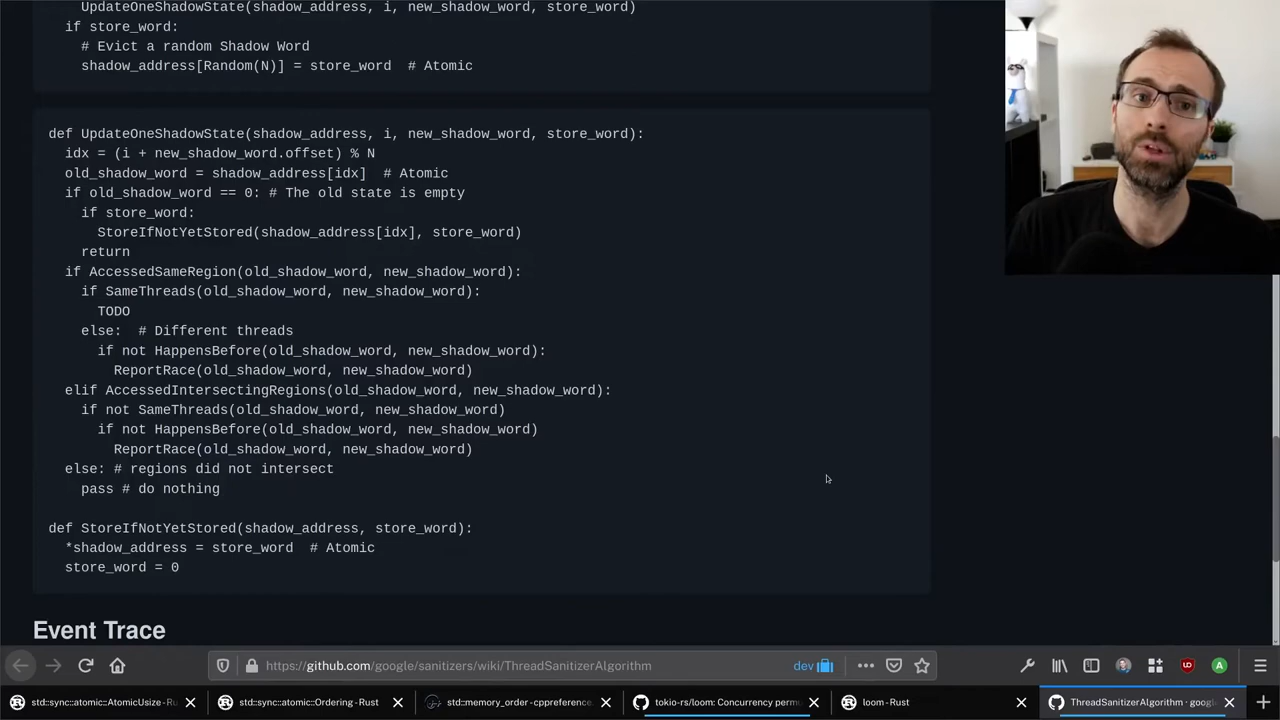 UpdateOneShadowState(shadow_address, i, new_shadow_word, store_word)
if store_word:
# Evict a random Shadow Word
shadow_address[Random(N)] = store_word # Atomic
def UpdateOneShadowState(shadow_address, i, new_shadow_word, store_word):
idx = (i + new_shadow_word.offset) % N
old_shadow_word = shadow_address[idx] # Atomic
if old_shadow_word == 0: # The old state is empty
if store_word:
StoreIfNotYetStored(shadow_address[idx], store_word)
return
if AccessedSameRegion(old_shadow_word, new_shadow_word):
if SameThreads(old_shadow_word, new_shadow_word):
TODO
else: # Different threads
if not HappensBefore(old_shadow_word, new_shadow_word):
ReportRace(old_shadow_word, new_shadow_word)
elif AccessedIntersectingRegions(old_shadow_word, new_shadow_word):
if not SameThreads(old_shadow_word, new_shadow_word)
if not HappensBefore(old_shadow_word, new_shadow_word)
ReportRace(old_shadow_word, new_shadow_word)
else: # regions did not intersect
pass # do nothing
def StoreIfNotYetStored(shadow_address, store_word):
*shadow_address = store_word # Atomic
store_word = 0
Event Trace
https://github.com/google/sanitizers/wiki/ThreadSanitizerAlgorithm dev
std::sync::atomic::AtomicUsize - Ru std::sync::atomic::Ordering - Rust std::memory_order - cppreference. tokio-rs/loom: Concurrency perm loom - Rust ThreadSanitizerAlgorithm · googl